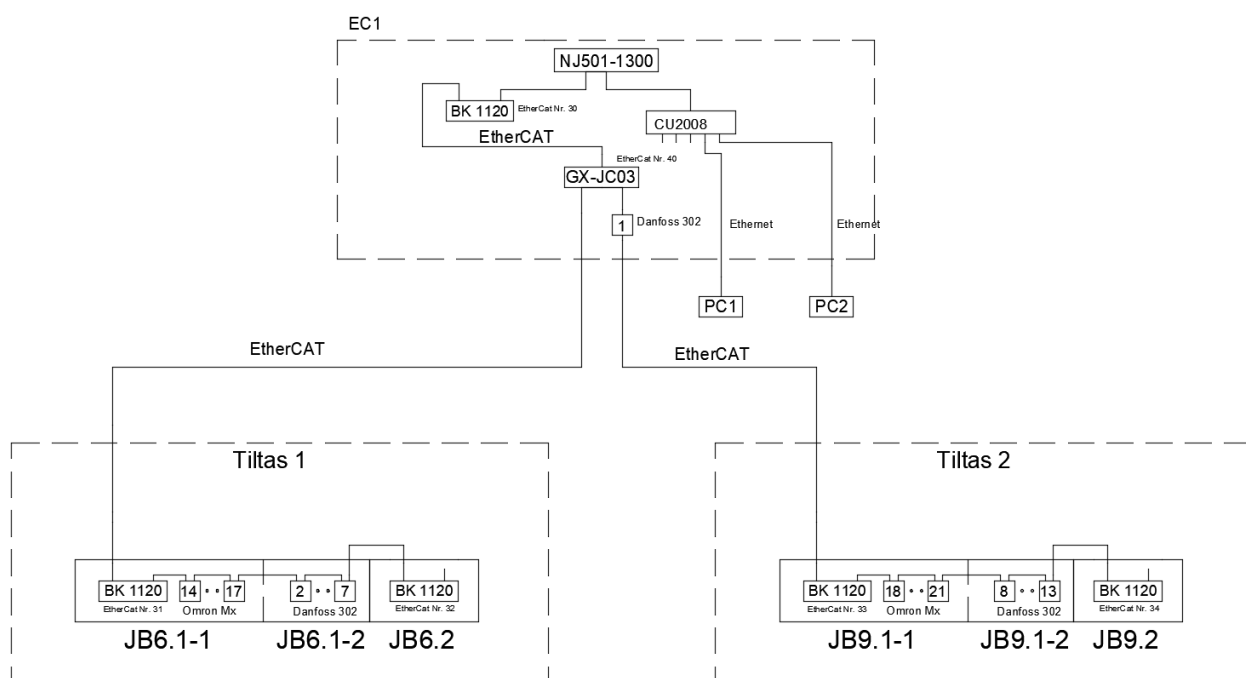 EC1
NJ501-1300
BK 1120
EtherCat Nr. 30
CU2008
EtherCAT
EtherCat Nr. 40
GX-JC03
1
Danfoss 302
Ethernet
Ethernet
PC1
PC2
EtherCAT
EtherCAT
Tiltas 1
BK 1120
14
17
2
7
BK 1120
EtherCat Nr. 31
Omron Mx
Danfoss 302
EtherCat Nr. 32
JB6.1-1
JB6.1-2
JB6.2
Tiltas 2
BK 1120
18
21
8
13
BK 1120
EtherCat Nr. 33
Omron Mx
Danfoss 302
EtherCat Nr. 34
JB9.1-1
JB9.1-2
JB9.2